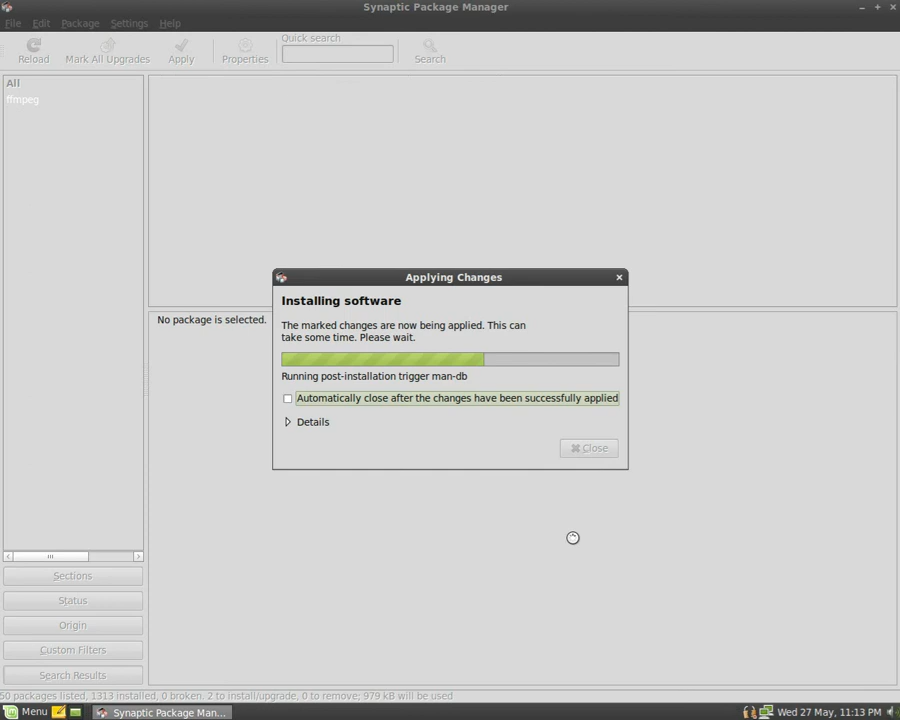 Synaptic Package Manager
File Edit Package Settings Help
Quick search
Reload Mark All Upgrades Apply Properties Search
All
ffmpeg
No package is selected.
Applying Changes
Installing software
The marked changes are now being applied. This can
take some time. Please wait.
Running post-installation trigger man-db
Automatically close after the changes have been successfully applied
Details
Close
Sections
Status
Origin
Custom Filters
Search Results
50 packages listed, 1313 installed, 0 broken. 2 to install/upgrade, 0 to remove; 979 kB will be used
Menu Synaptic Package Man... Wed 27 May, 11:13 PM